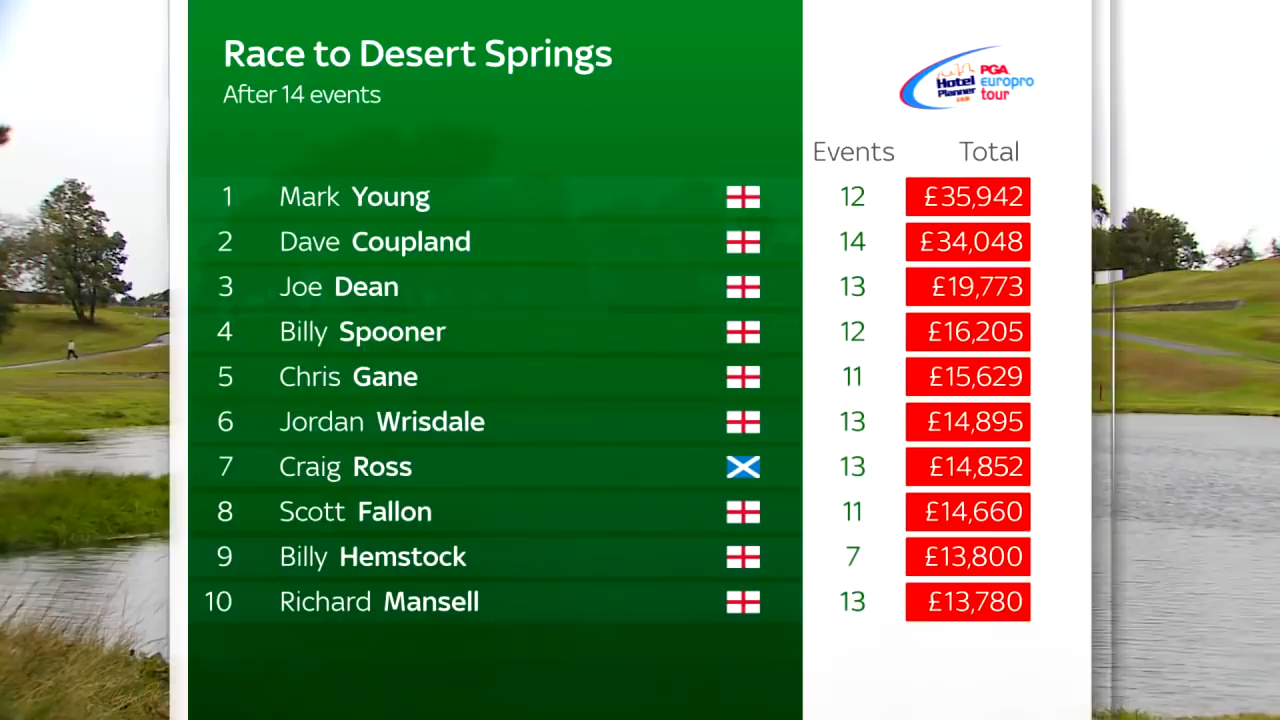 Race to Desert Springs
After 14 events
Hotel PGA
Planner europro
.com tour
Events Total
1 Mark Young 12 £35,942
2 Dave Coupland 14 £34,048
3 Joe Dean 13 £19,773
4 Billy Spooner 12 £16,205
5 Chris Gane 11 £15,629
6 Jordan Wrisdale 13 £14,895
7 Craig Ross 13 £14,852
8 Scott Fallon 11 £14,660
9 Billy Hemstock 7 £13,800
10 Richard Mansell 13 £13,780